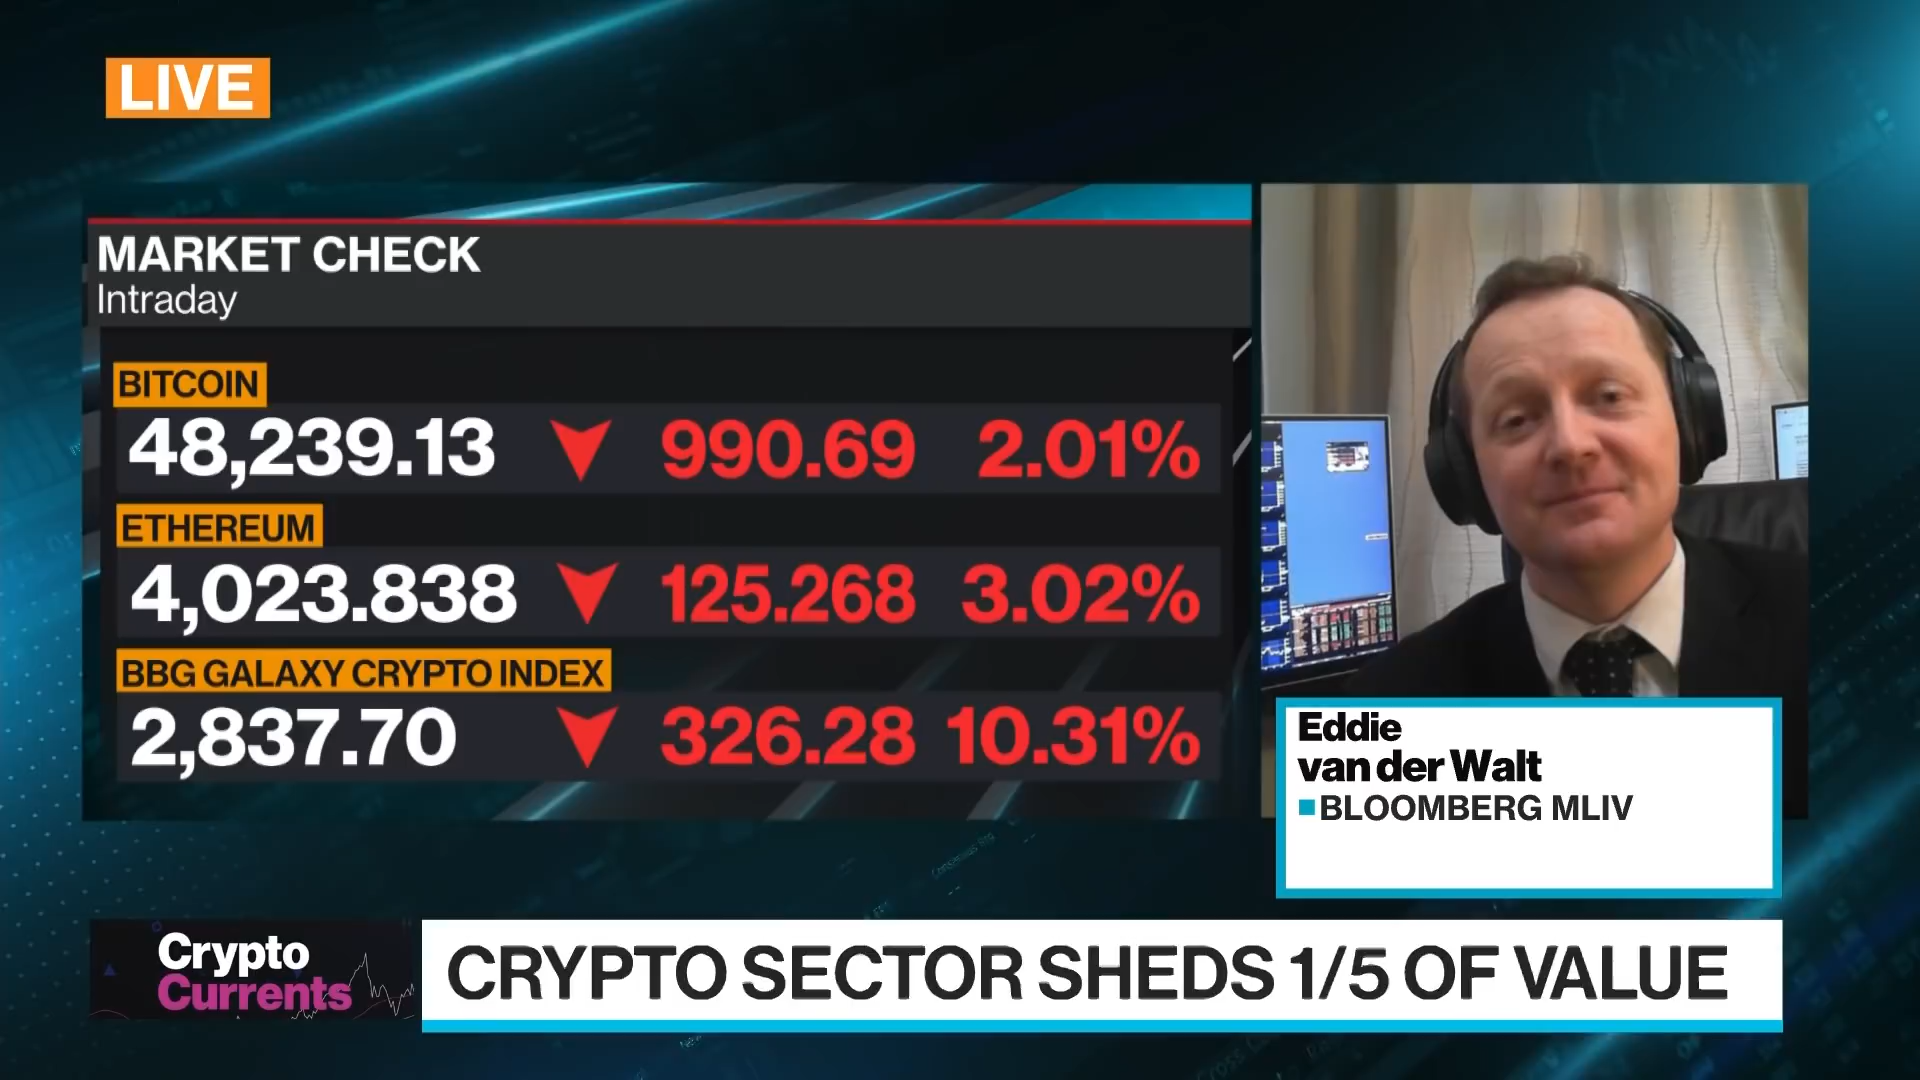 LIVE
MARKET CHECK
Intraday
BITCOIN
48,239.13 ▼ 990.69 2.01%
ETHEREUM
4,023.838 ▼ 125.268 3.02%
BBG GALAXY CRYPTO INDEX
2,837.70 ▼ 326.28 10.31%
Eddie
van der Walt
BLOOMBERG MLIV
Crypto
Currents
CRYPTO SECTOR SHEDS 1/5 OF VALUE